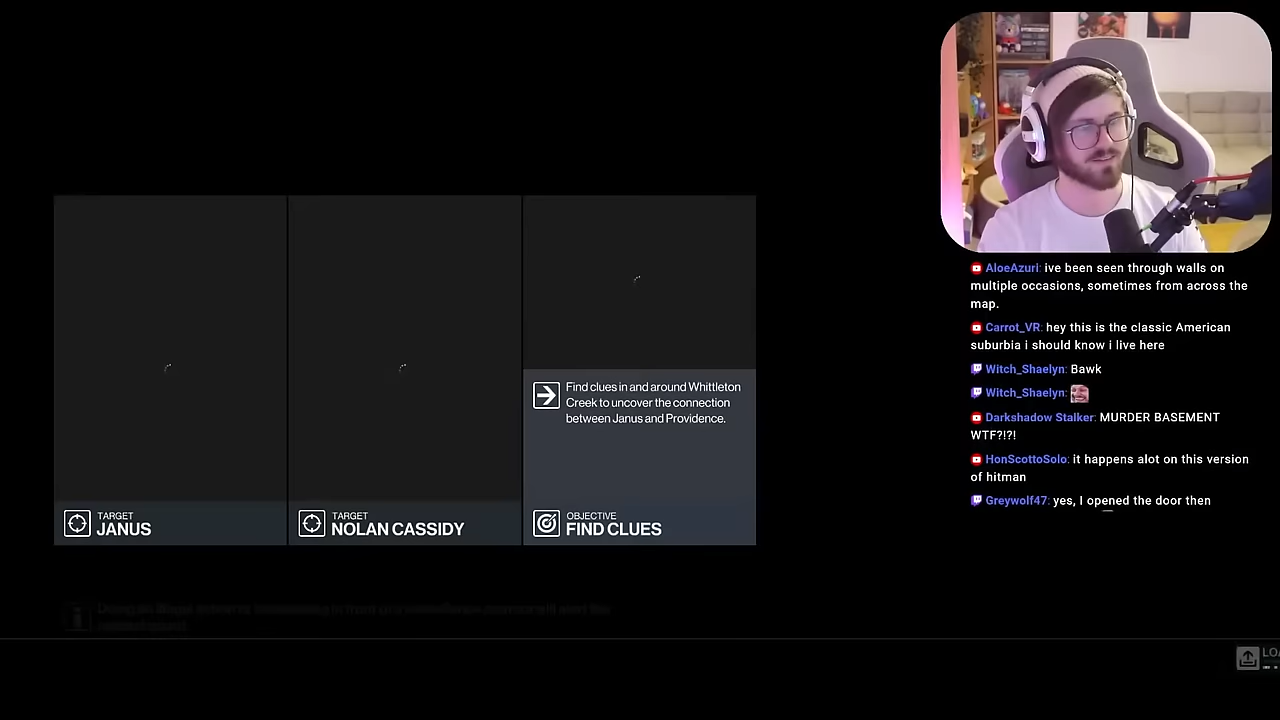 AloeAzuri: ive been seen through walls on
multiple occasions, sometimes from across the
map.
Carrot_VR: hey this is the classic American
suburbia i should know i live here
Witch_Shaelyn: Bawk
Witch_Shaelyn:
Darkshadow Stalker: MURDER BASEMENT
WTF?!?!
HonScottoSolo: it happens alot on this version
of hitman
Greywolf47: yes, I opened the door then
Find clues in and around Whittleton
Creek to uncover the connection
between Janus and Providence.
TARGET
JANUS
TARGET
NOLAN CASSIDY
OBJECTIVE
FIND CLUES